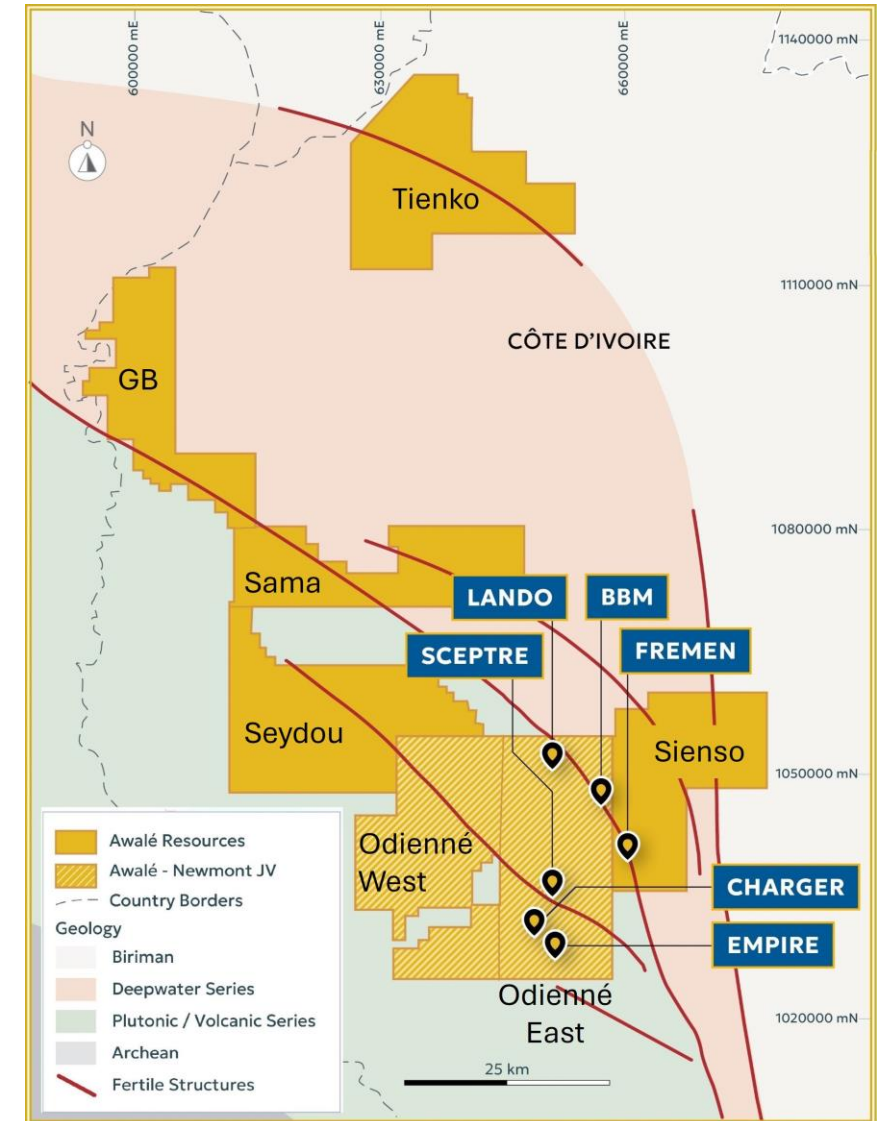 600000 mE
630000 mE
660000 mE
1140000 mN
N
Tienko
1110000 mN
CÔTE D'IVOIRE
GB
1080000 mN
Sama
LANDO
BBM
SCEPTRE
FREMEN
Seydou
Sienso
1050000 mN
Odienné
West
CHARGER
EMPIRE
Odienné
East
1020000 mN
25 km
Awalé Resources
Awalé - Newmont JV
Country Borders
Geology
Biriman
Deepwater Series
Plutonic / Volcanic Series
Archean
Fertile Structures